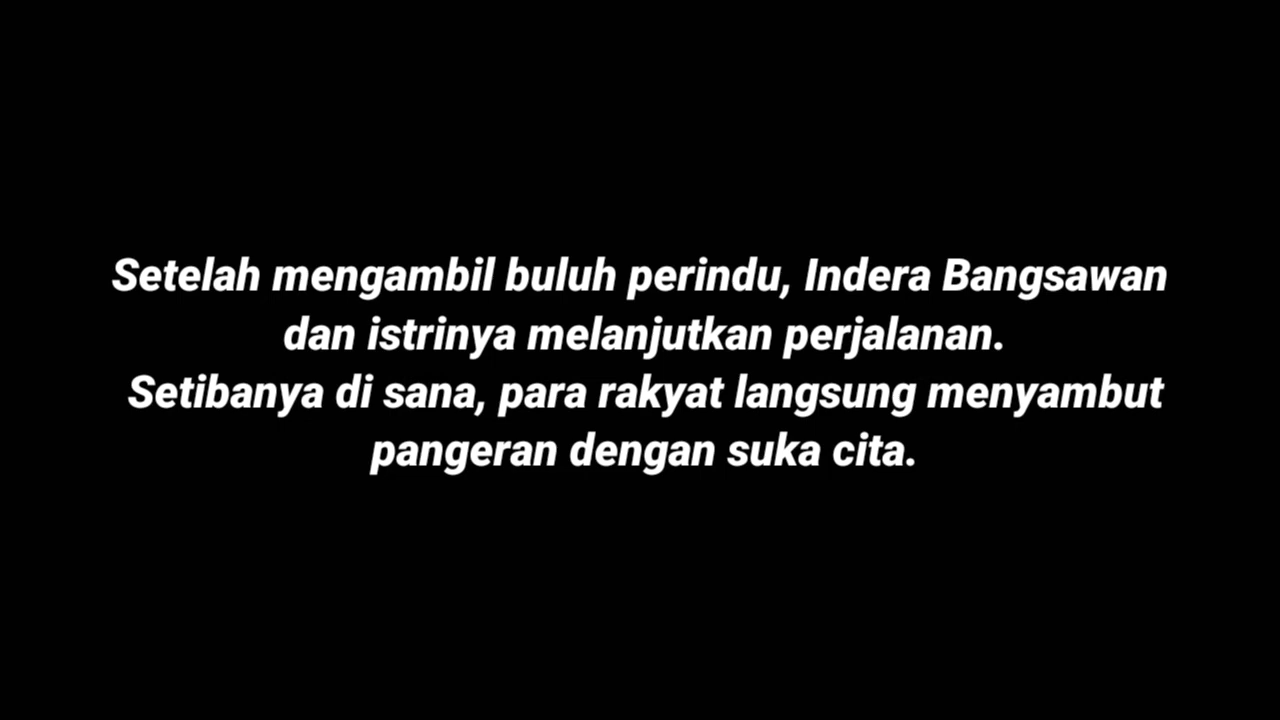 Setelah mengambil buluh perindu, Indera Bangsawan
dan istrinya melanjutkan perjalanan.
Setibanya di sana, para rakyat langsung menyambut
pangeran dengan suka cita.